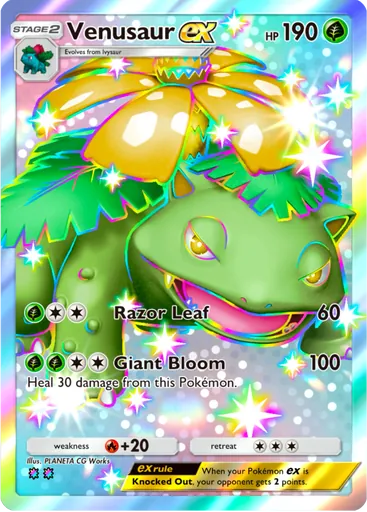 STAGE 2 Venusaur ex HP 190
Evolves from Ivysaur
Razor Leaf 60
Giant Bloom 100
Heal 30 damage from this Pokémon.
weakness +20 retreat
Illus. PLANETA CG Works
ex rule When your Pokémon ex is
Knocked Out, your opponent gets 2 points.